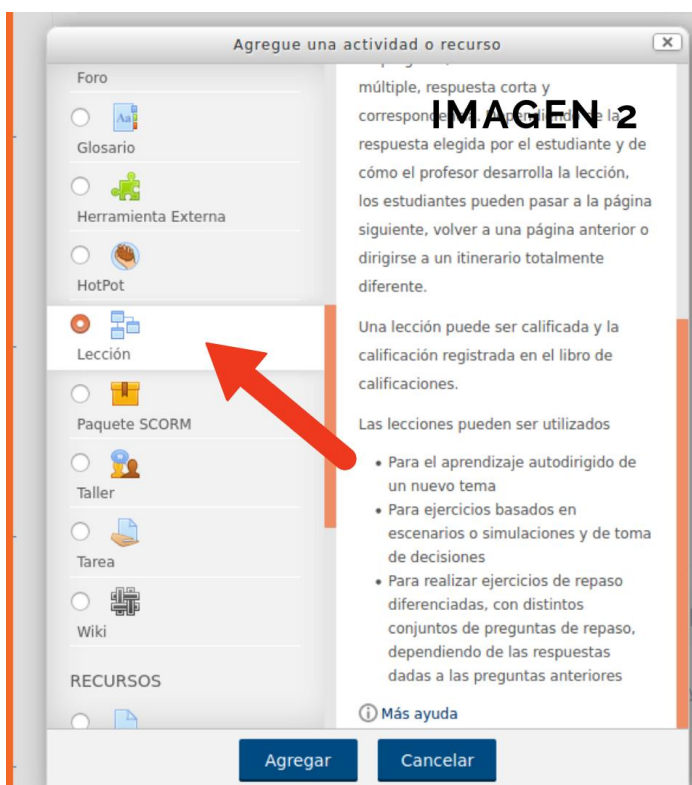 Agregue una actividad o recurso
Foro
Glosario
Herramienta Externa
HotPot
Lección
Paquete SCORM
Taller
Tarea
Wiki
RECURSOS
múltiple, respuesta corta y
la
respuesta elegida por el estudiante y de
cómo el profesor desarrolla la lección,
los estudiantes pueden pasar a la página
siguiente, volver a una página anterior o
dirigirse a un itinerario totalmente
diferente.
Una lección puede ser calificada y la
calificación registrada en el libro de
calificaciones.
Las lecciones pueden ser utilizados
• Para el aprendizaje autodirigido de
un nuevo tema
• Para ejercicios basados en
escenarios o simulaciones y de toma
de decisiones
• Para realizar ejercicios de repaso
diferenciadas, con distintos
conjuntos de preguntas de repaso,
dependiendo de las respuestas
dadas a las preguntas anteriores
Más ayuda
IMAGEN 2
Agregar
Cancelar